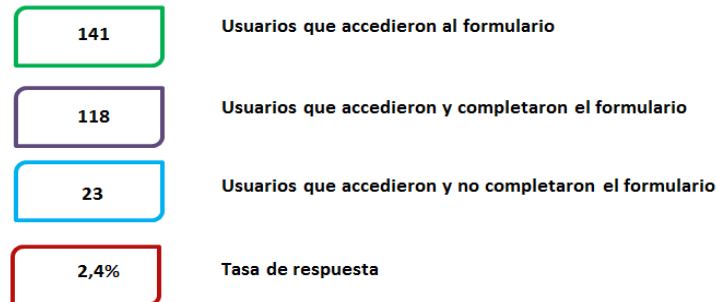 141 Usuarios que accedieron al formulario
118 Usuarios que accedieron y completaron el formulario
23 Usuarios que accedieron y no completaron el formulario
2,4% Tasa de respuesta